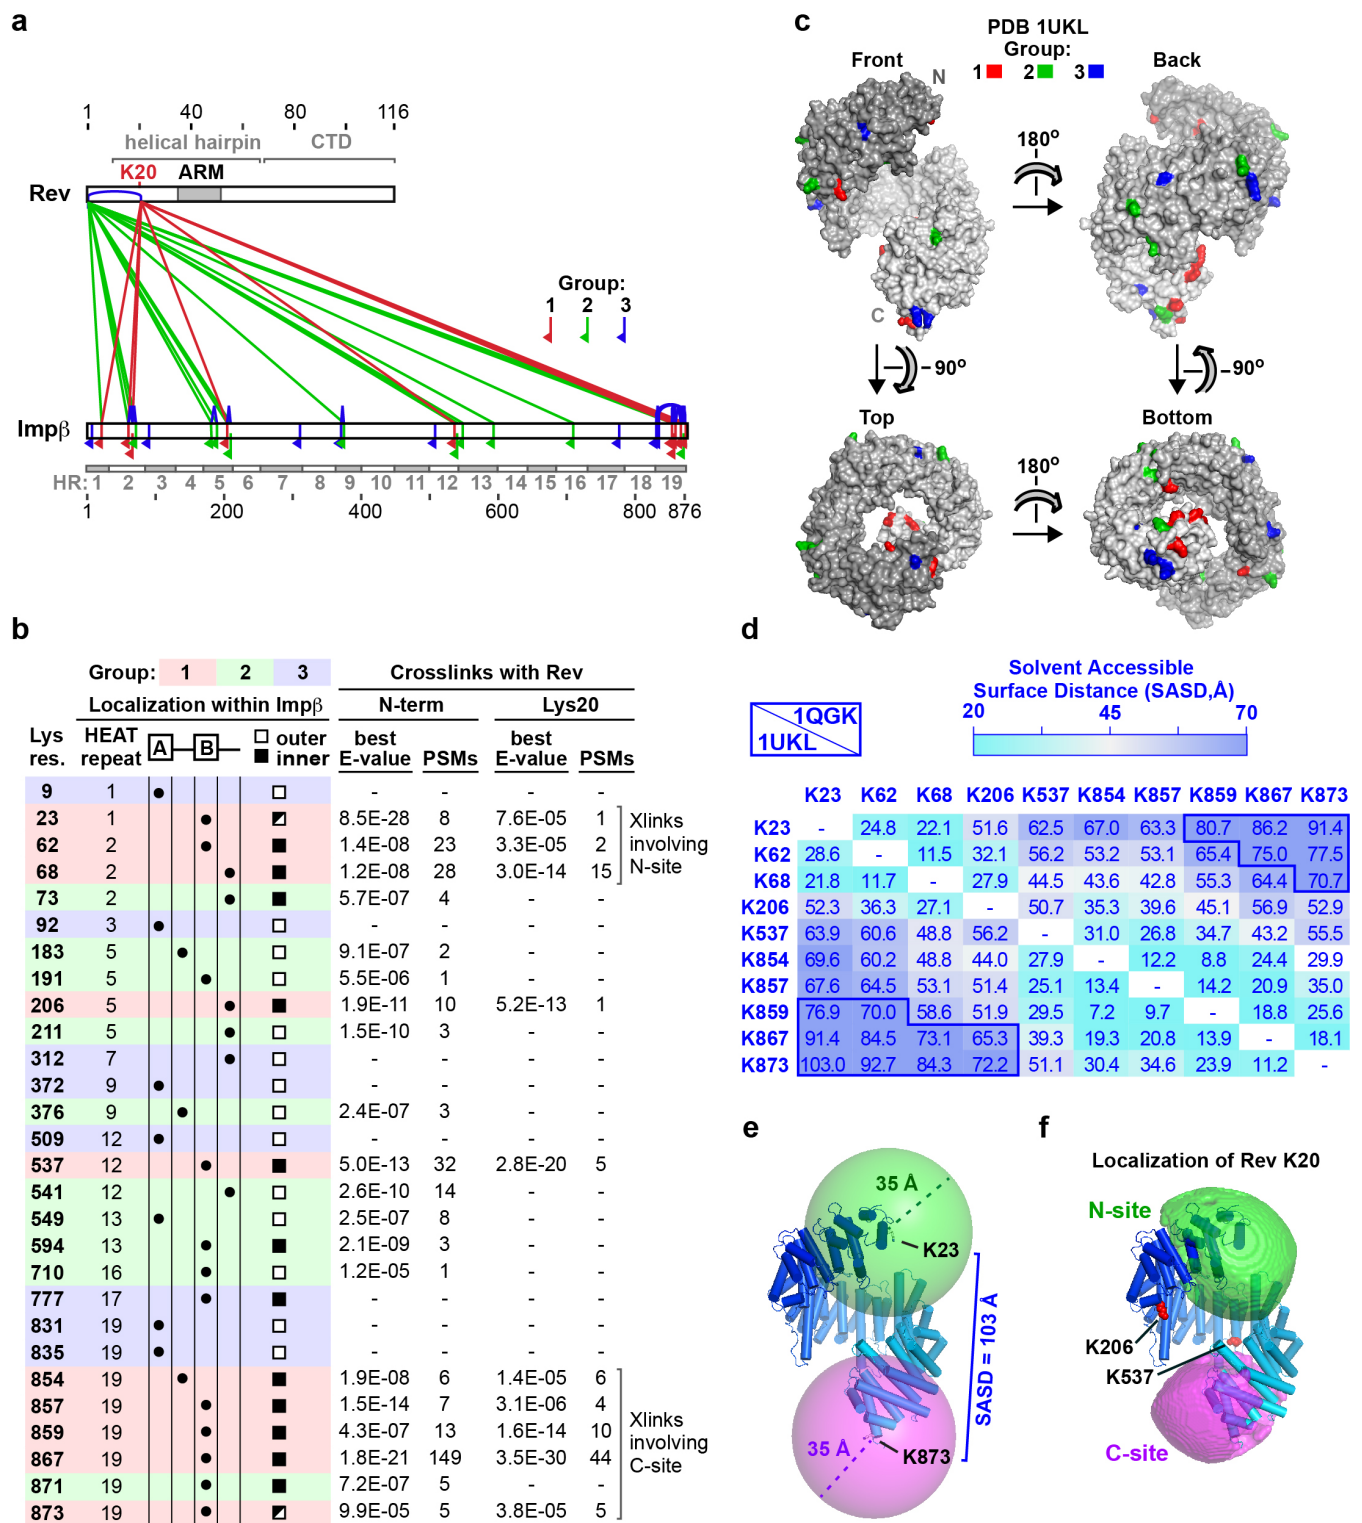 a
1 40 80 116
helical hairpin CTD
K20 ARM
Rev
Group:
1 2 3
Impβ
HR: 1 2 3 4 5 6 7 8 9 10 11 12 13 14 15 16 17 18 19
1 200 400 600 800 876
b
Group: 1 2 3
Crosslinks with Rev
Localization within Impβ
N-term Lys20
Lys res.
HEAT repeat
A B
outer
inner
best E-value PSMs best E-value PSMs
9 1 - - - -
23 1 8.5E-28 8 7.6E-05 1
62 2 1.4E-08 23 3.3E-05 2
68 2 1.2E-08 28 3.0E-14 15
73 2 5.7E-07 4 - -
92 3 - - - -
183 5 9.1E-07 2 - -
191 5 5.5E-06 1 - -
206 5 1.9E-11 10 5.2E-13 1
211 5 1.5E-10 3 - -
312 7 - - - -
372 9 - - - -
376 9 2.4E-07 3 - -
509 12 - - - -
537 12 5.0E-13 32 2.8E-20 5
541 12 2.6E-10 14 - -
549 13 2.5E-07 8 - -
594 13 2.1E-09 3 - -
710 16 1.2E-05 1 - -
777 17 - - - -
831 19 - - - -
835 19 - - - -
854 19 1.9E-08 6 1.4E-05 6
857 19 1.5E-14 7 3.1E-06 4
859 19 4.3E-07 13 1.6E-14 10
867 19 1.8E-21 149 3.5E-30 44
871 19 7.2E-07 5 - -
873 19 9.9E-05 5 3.8E-05 5
Xlinks
involving
N-site
Xlinks
involving
C-site
c
PDB 1UKL
Group:
1 2 3
Front Back
N
C
180°
90° 90°
Top Bottom
180°
d
Solvent Accessible
Surface Distance (SASD,Å)
20 45 70
1QGK
1UKL
K23 K62 K68 K206 K537 K854 K857 K859 K867 K873
K23 - 24.8 22.1 51.6 62.5 67.0 63.3 80.7 86.2 91.4
K62 28.6 - 11.5 32.1 56.2 53.2 53.1 65.4 75.0 77.5
K68 21.8 11.7 - 27.9 44.5 43.6 42.8 55.3 64.4 70.7
K206 52.3 36.3 27.1 - 50.7 35.3 39.6 45.1 56.9 52.9
K537 63.9 60.6 48.8 56.2 - 31.0 26.8 34.7 43.2 55.5
K854 69.6 60.2 48.8 44.0 27.9 - 12.2 8.8 24.4 29.9
K857 67.6 64.5 53.1 51.4 25.1 13.4 - 14.2 20.9 35.0
K859 76.9 70.0 58.6 51.9 29.5 7.2 9.7 - 18.8 25.6
K867 91.4 84.5 73.1 65.3 39.3 19.3 20.8 13.9 - 18.1
K873 103.0 92.7 84.3 72.2 51.1 30.4 34.6 23.9 11.2 -
e
35 Å
K23
SASD = 103 Å
35 Å
K873
f
Localization of Rev K20
N-site
K206
K537
C-site